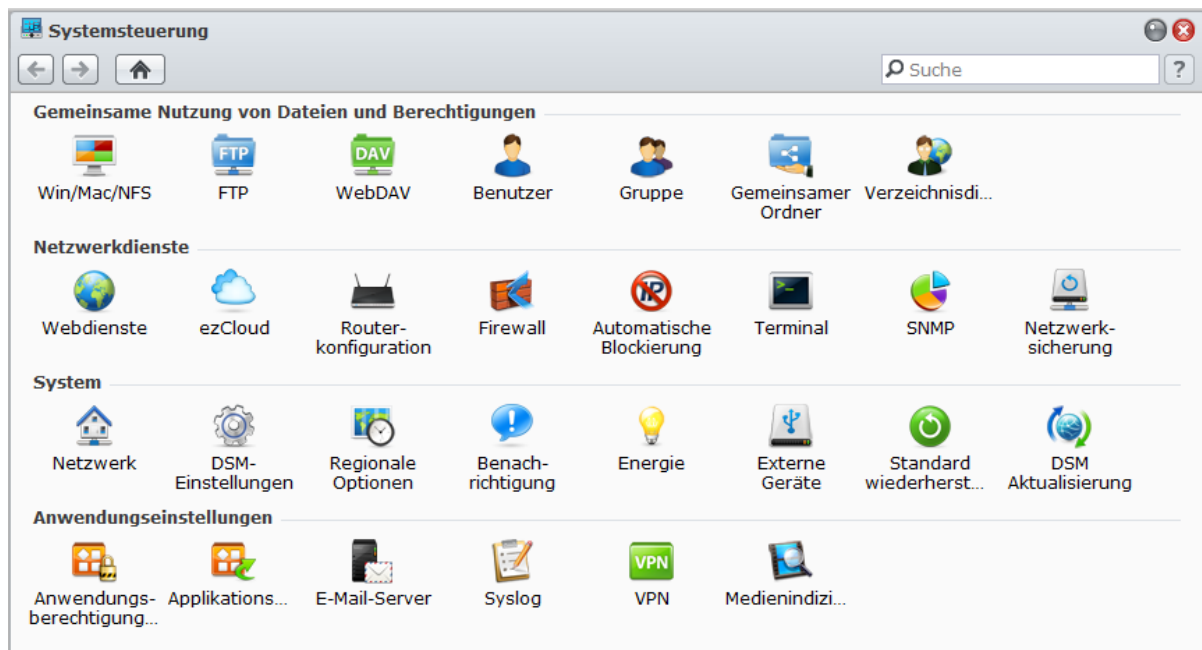 Systemsteuerung
Suche
?
Gemeinsame Nutzung von Dateien und Berechtigungen
FTP DAV
Win/Mac/NFS FTP WebDAV Benutzer Gruppe Gemeinsamer Verzeichnisdi...
Ordner
Netzwerkdienste
IP
Webdienste ezCloud Router- Firewall Automatische Terminal SNMP Netzwerk-
konfiguration Blockierung sicherung
System
Netzwerk DSM- Regionale Benach- Energie Externe Standard DSM
Einstellungen Optionen richtigung Geräte wiederherst... Aktualisierung
Anwendungseinstellungen
VPN
Anwendungs- Applikations... E-Mail-Server Syslog VPN Medienindizi...
berechtigung...